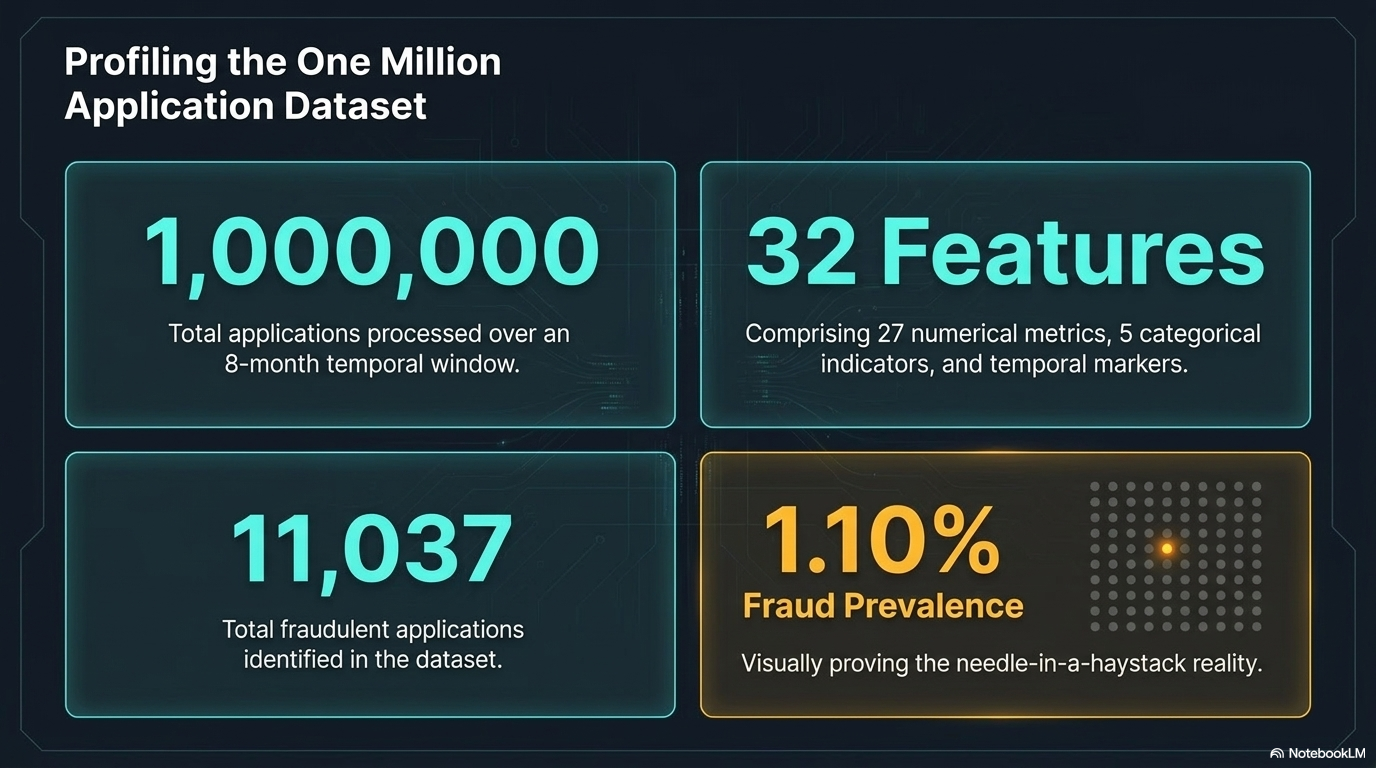 Profiling the One Million
Application Dataset
1,000,000
Total applications processed over an
8-month temporal window.
32 Features
Comprising 27 numerical metrics, 5 categorical
indicators, and temporal markers.
11,037
Total fraudulent applications
identified in the dataset.
1.10%
Fraud Prevalence
Visually proving the needle-in-a-haystack reality.
NotebookLM